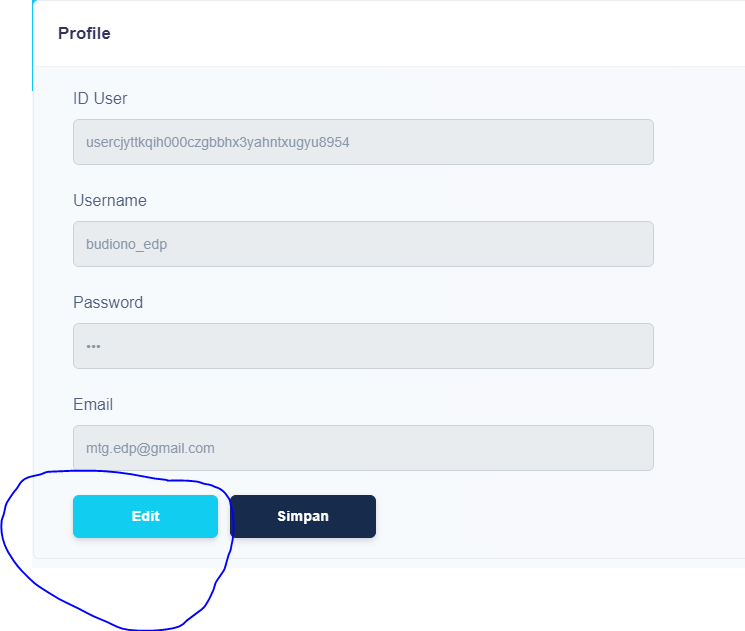 Profile
ID User
usercjyttkqih000czgbbhx3yahntxugyu8954
Username
budiono_edp
Password
•••
Email
mtg.edp@gmail.com
Edit Simpan